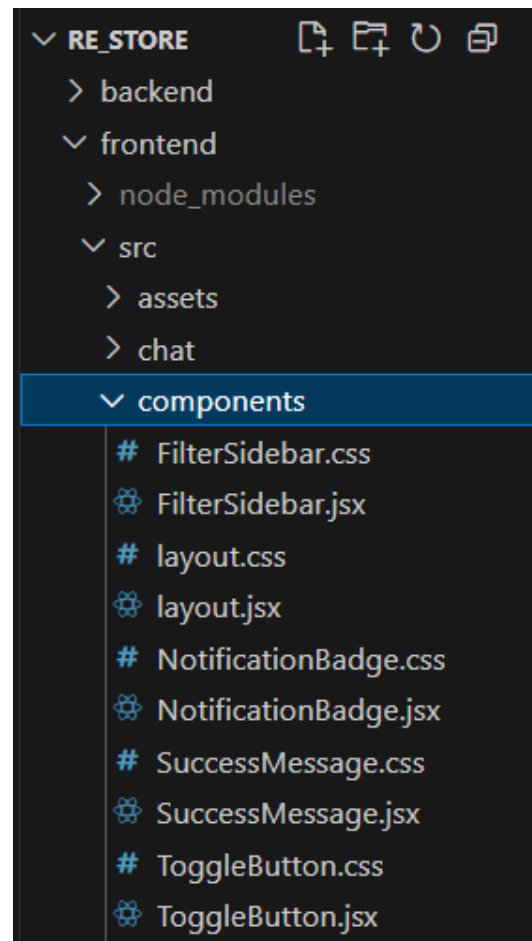 RE_STORE
backend
frontend
node_modules
src
assets
chat
components
# FilterSidebar.css
FilterSidebar.jsx
# layout.css
layout.jsx
# NotificationBadge.css
NotificationBadge.jsx
# SuccessMessage.css
SuccessMessage.jsx
# ToggleButton.css
ToggleButton.jsx